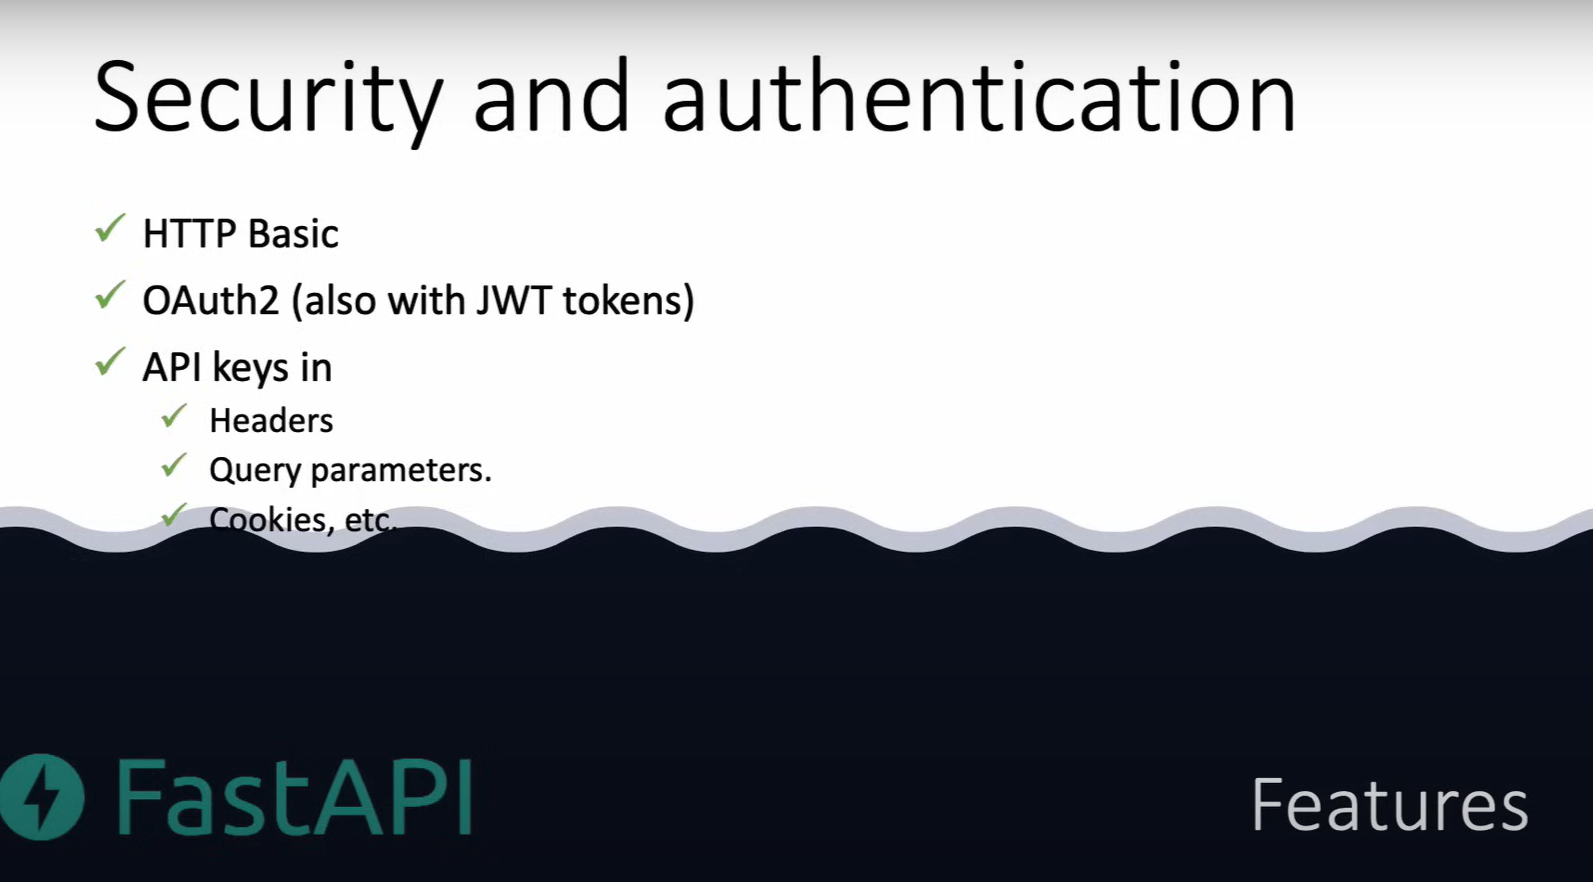 Security and authentication
HTTP Basic
OAuth2 (also with JWT tokens)
API keys in
Headers
Query parameters.
Cookies, etc.
FastAPI
Features